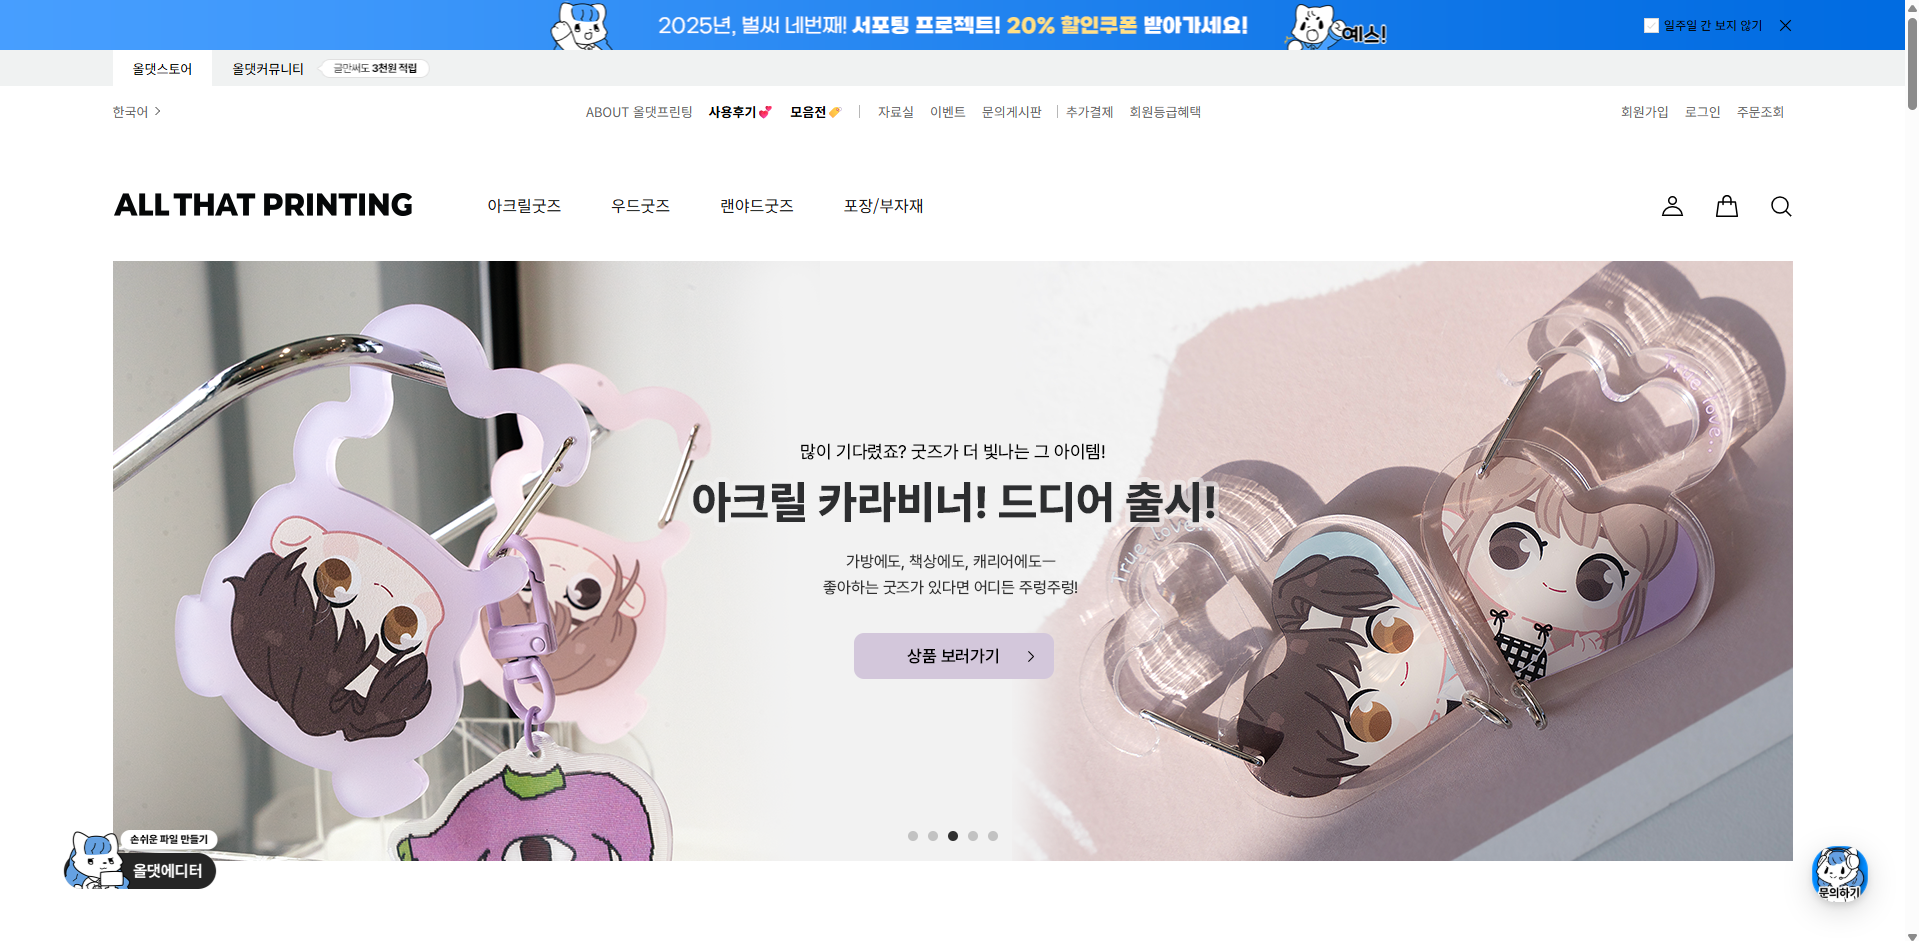 2025년, 벌써 네번째! 서포팅 프로젝트! 20% 할인쿠폰 받아가세요!
예스!
일주일 간 보지 않기
올댓스토어
올댓커뮤니티
글만써도 3천원 적립
한국어
ABOUT 올댓프린팅
사용후기💕
모음전
자료실
이벤트
문의게시판
추가결제
회원등급혜택
회원가입
로그인
주문조회
ALL THAT PRINTING
아크릴굿즈
우드굿즈
랜야드굿즈
포장/부자재
많이 기다렸죠? 굿즈가 더 빛나는 그 아이템!
아크릴 카라비너! 드디어 출시!
가방에도, 책상에도, 캐리어에도—
좋아하는 굿즈가 있다면 어디든 주렁주렁!
상품 보러가기
True love..
True love..
손쉬운 파일 만들기
올댓에디터
문의하기